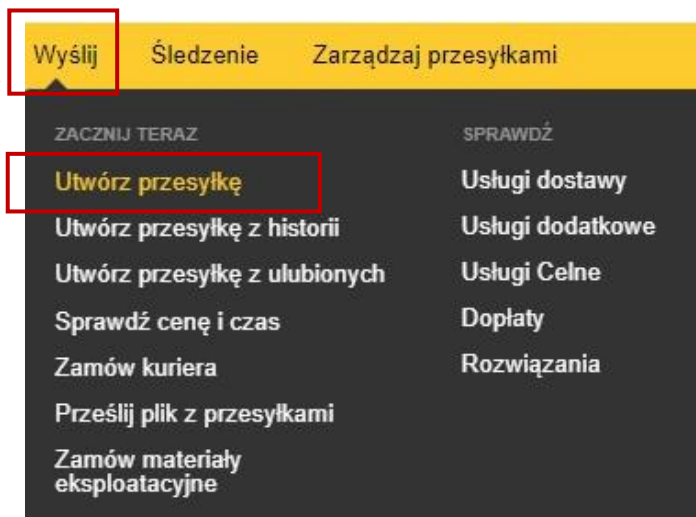 Wyślij Śledzenie Zarządzaj przesyłkami
ZACZNIJ TERAZ
Utwórz przesyłkę
Utwórz przesyłkę z historii
Utwórz przesyłkę z ulubionych
Sprawdź cenę i czas
Zamów kuriera
Prześlij plik z przesyłkami
Zamów materiały
eksploatacyjne
SPRAWDŹ
Usługi dostawy
Usługi dodatkowe
Usługi Celne
Dopłaty
Rozwiązania